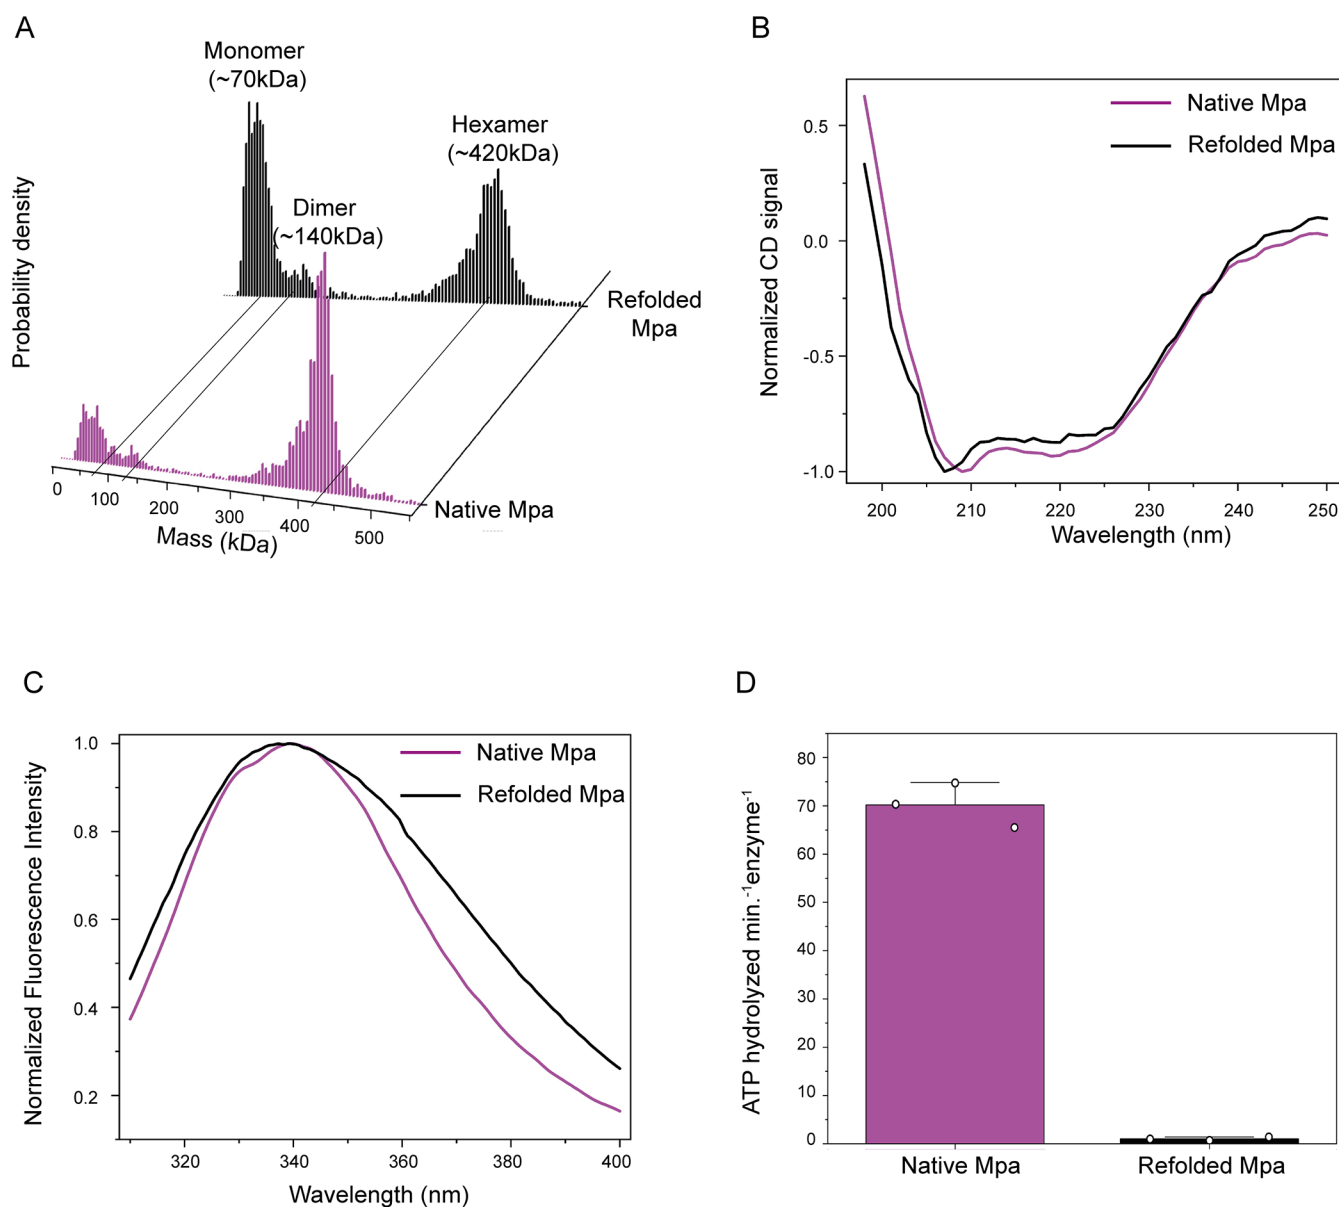 A
Monomer
(~70kDa)
Hexamer
(~420kDa)
Dimer
(~140kDa)
Probability density
Refolded
Mpa
Native Mpa
0
100
200
300
400
500
Mass (kDa)
B
Native Mpa
Refolded Mpa
Normalized CD signal
0.5
0.0
-0.5
-1.0
200
210
220
230
240
250
Wavelength (nm)
C
Native Mpa
Refolded Mpa
Normalized Fluorescence Intensity
1.0
0.8
0.6
0.4
0.2
320
340
360
380
400
Wavelength (nm)
D
ATP hydrolyzed min.⁻¹enzyme⁻¹
80
70
60
50
40
30
20
10
0
Native Mpa
Refolded Mpa